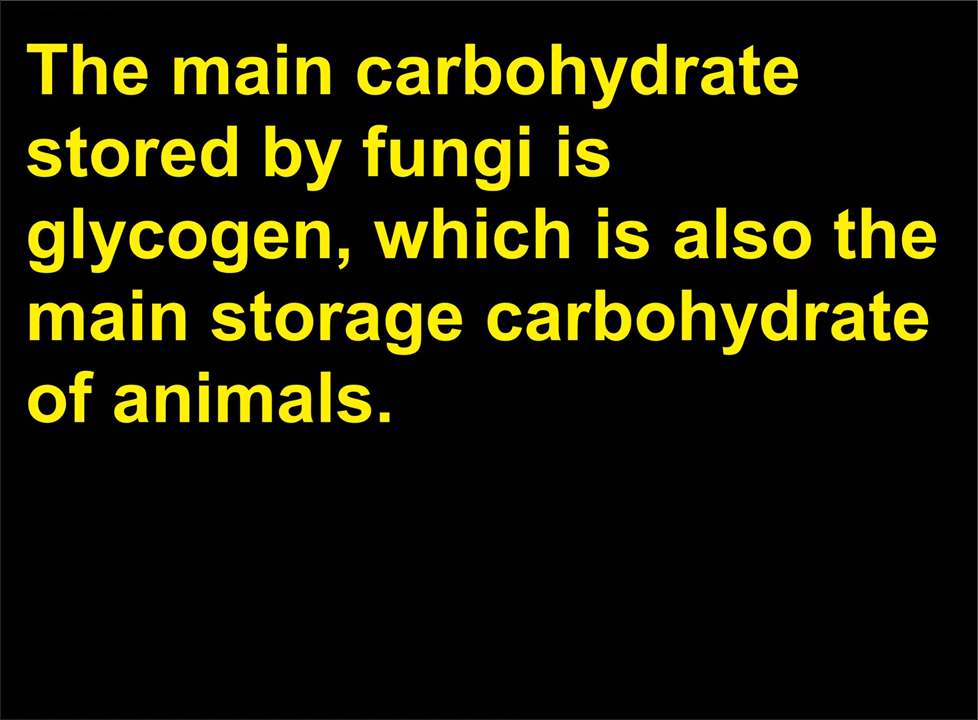 The main carbohydrate
stored by fungi is
glycogen, which is also the
main storage carbohydrate
of animals.